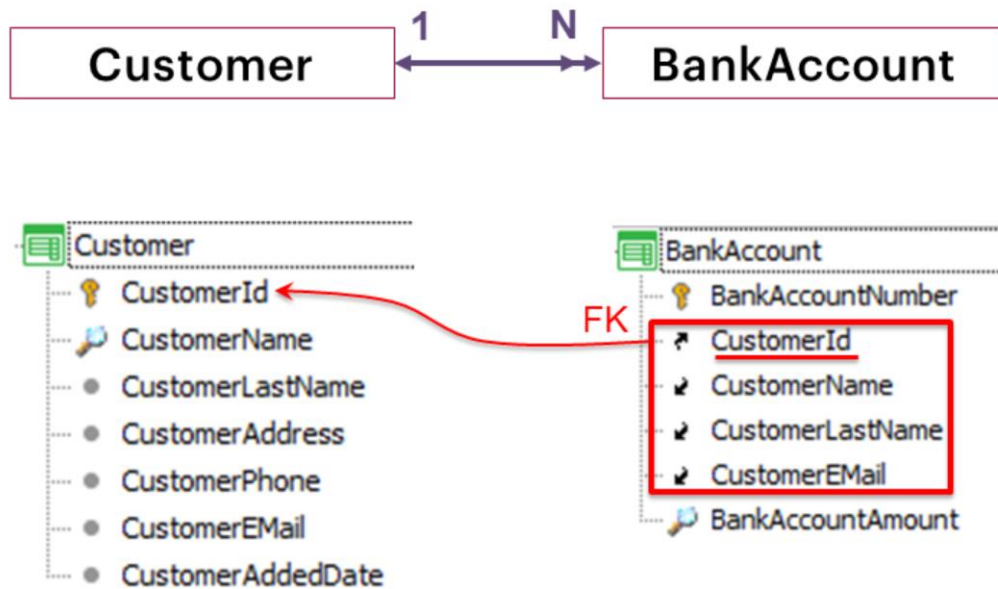 1 N
Customer BankAccount
Customer
CustomerId
CustomerName
CustomerLastName
CustomerAddress
CustomerPhone
CustomerEMail
CustomerAddedDate
FK
BankAccount
BankAccountNumber
CustomerId
CustomerName
CustomerLastName
CustomerEMail
BankAccountAmount